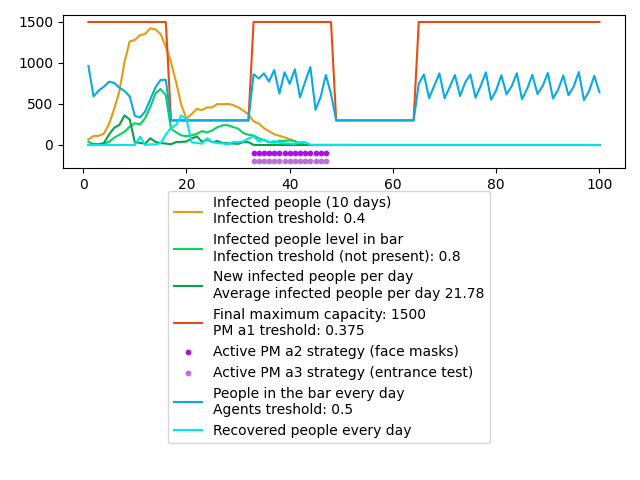 1500
1000
500
0
0 20 40 60 80 100
Infected people (10 days)
Infection treshold: 0.4
Infected people level in bar
Infection treshold (not present): 0.8
New infected people per day
Average infected people per day 21.78
Final maximum capacity: 1500
PM a1 treshold: 0.375
Active PM a2 strategy (face masks)
Active PM a3 strategy (entrance test)
People in the bar every day
Agents treshold: 0.5
Recovered people every day